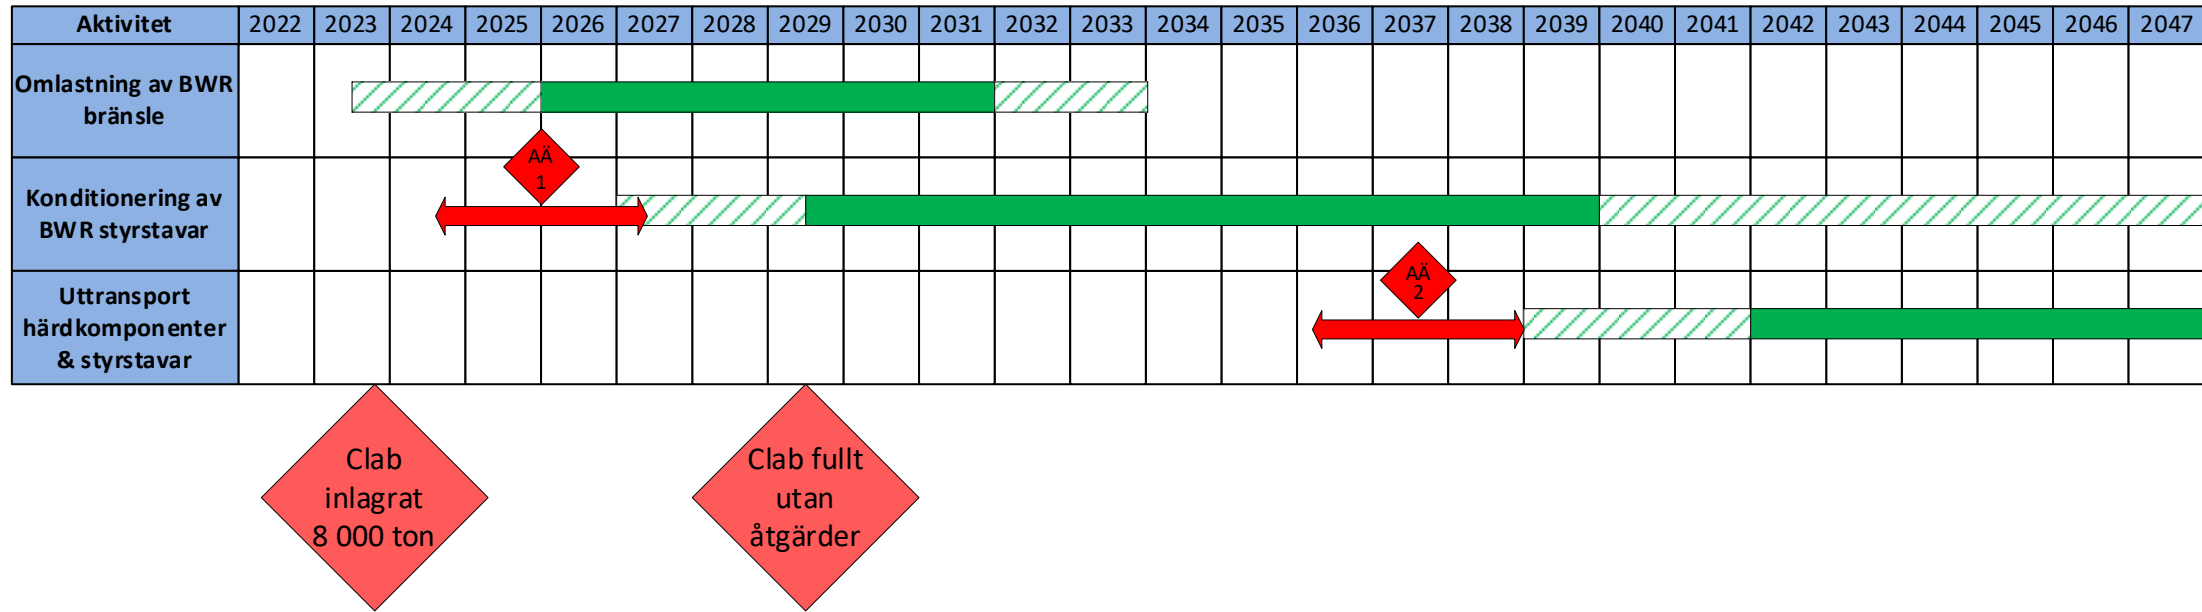 Aktivitet 2022 2023 2024 2025 2026 2027 2028 2029 2030 2031 2032 2033 2034 2035 2036 2037 2038 2039 2040 2041 2042 2043 2044 2045 2046 2047
Omlastning av BWR
bränsle
AÄ
1
Konditionering av
BWR styrstavar
AÄ
2
Uttransport
härdkomponenter
& styrstavar
Clab
inlagrat
8 000 ton
Clab fullt
utan
åtgärder